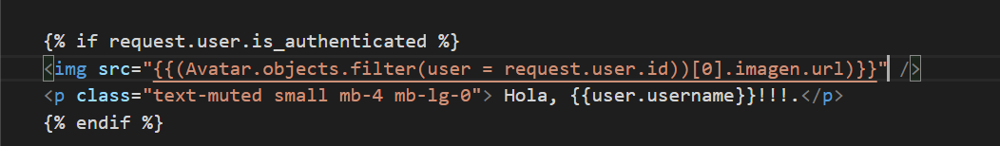 {% if request.user.is_authenticated %}
<img src="{{(Avatar.objects.filter(user = request.user.id))[0].imagen.url)}}" />
<p class="text-muted small mb-4 mb-lg-0"> Hola, {{user.username}}!!!.</p>
{% endif %}